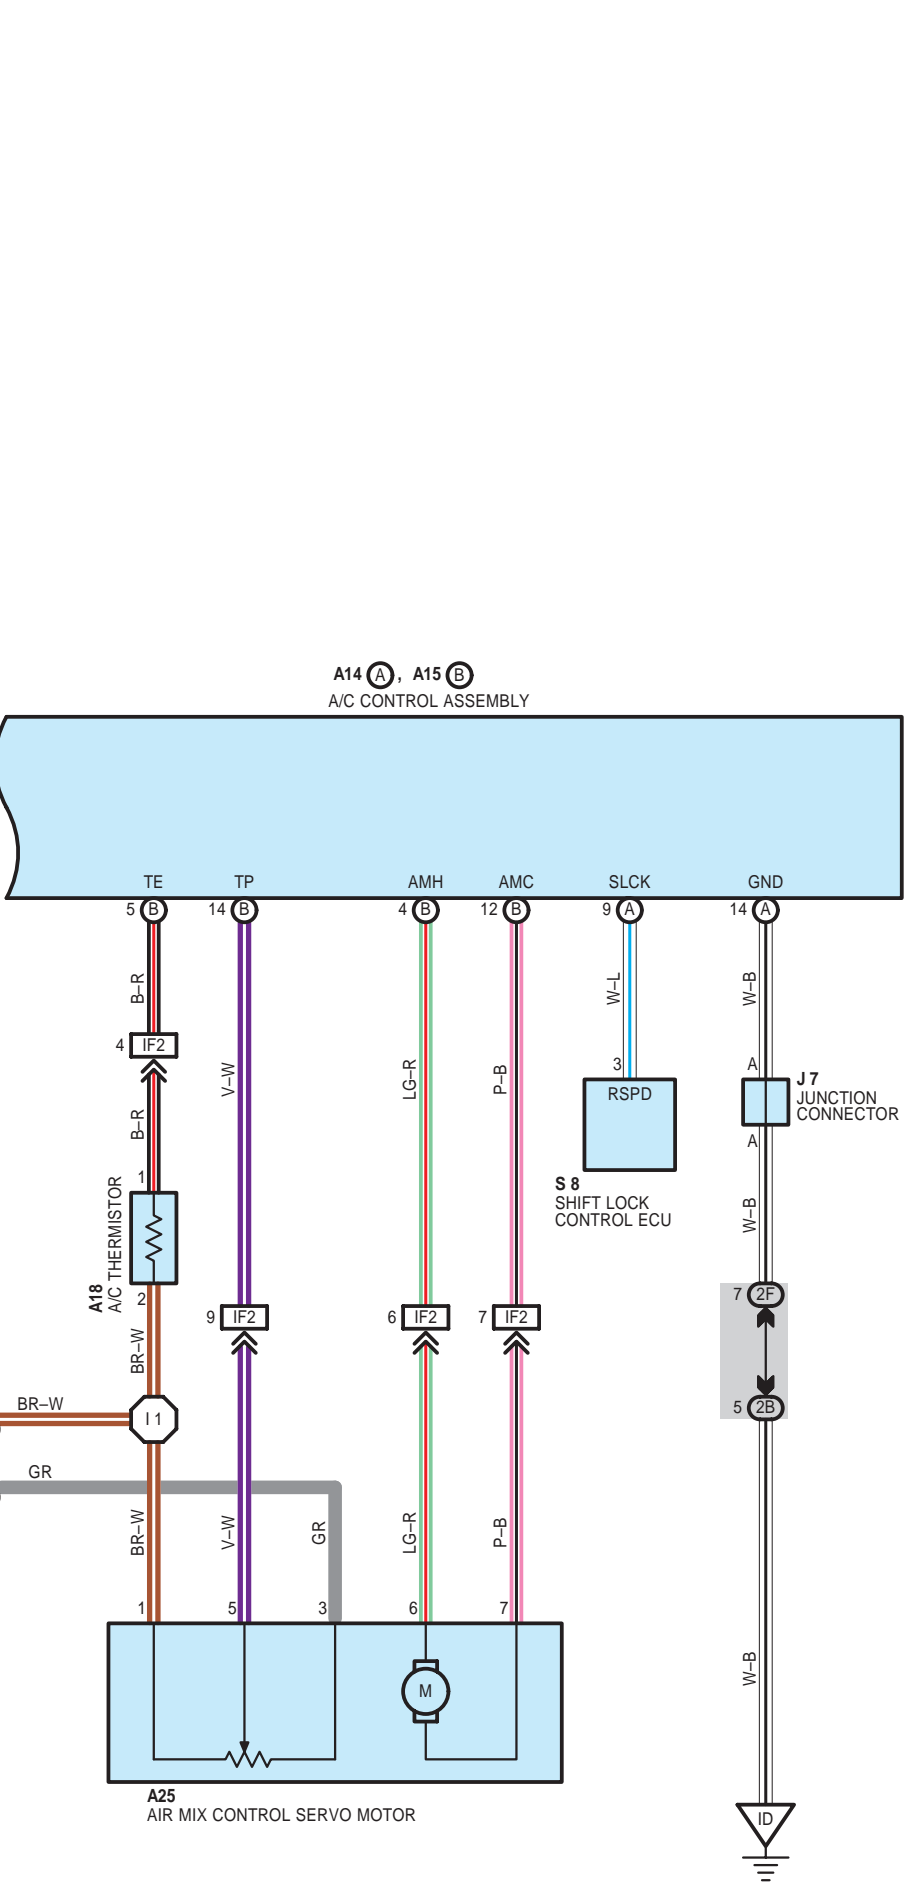 A14 A , A15 B
A/C CONTROL ASSEMBLY
TE TP AMH AMC SLCK GND
5 B 14 B 4 B 12 B 9 A 14 A
B–R W–L W–B
4 IF2
V–W LG–R P–B 3 A J 7
RSPD JUNCTION
CONNECTOR
B–R A
1 S 8
SHIFT LOCK
CONTROL ECU
W–B
A18
A/C THERMISTOR
2 7 2F
9 IF2 6 IF2 7 IF2
BR–W
BR–W I 1 5 2B
GR
BR–W V–W GR LG–R P–B
1 5 3 6 7
W–B
M
A25
AIR MIX CONTROL SERVO MOTOR
ID